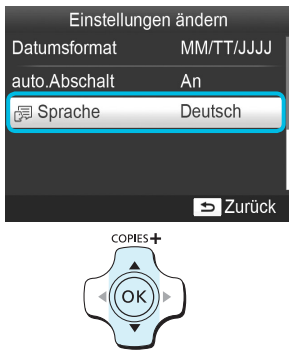 Einstellungen ändern
Datumsformat MM/TT/JJJJ
auto.Abschalt An
Sprache Deutsch
Zurück
COPIES+
OK